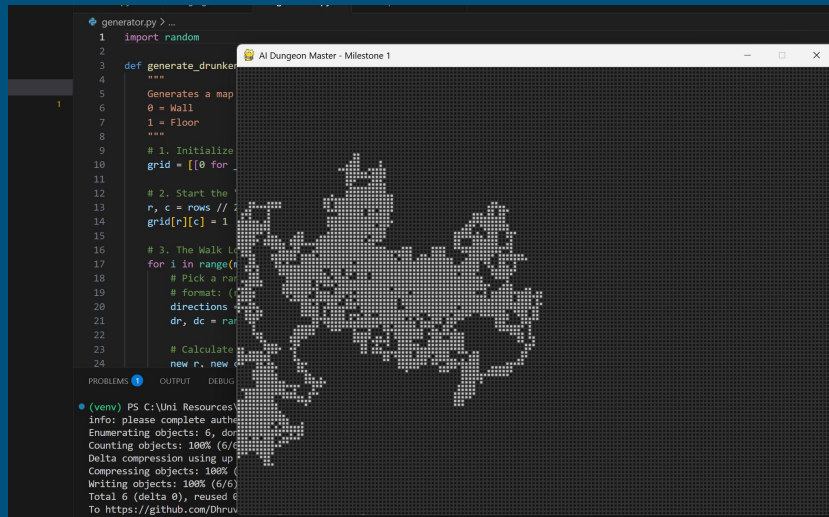 generator.py > ...
1 import random
2
3 def generate_drunken
4 """
5 Generates a map
6 0 = Wall
7 1 = Floor
8 """
9 # 1. Initialize
10 grid = [[0 for _
11
12 # 2. Start the
13 r, c = rows // 2
14 grid[r][c] = 1
15
16 # 3. The Walk Lo
17 for i in range(m
18 # Pick a ran
19 # format: (
20 directions =
21 dr, dc = ran
22
23 # Calculate
24 new r, new c
1
AI Dungeon Master - Milestone 1
PROBLEMS 1 OUTPUT DEBUG
(venv) PS C:\Uni Resources\
info: please complete authe
Enumerating objects: 6, don
Counting objects: 100% (6/6
Delta compression using up
Compressing objects: 100% (
Writing objects: 100% (6/6)
Total 6 (delta 0), reused 0
To https://github.com/Dhruv